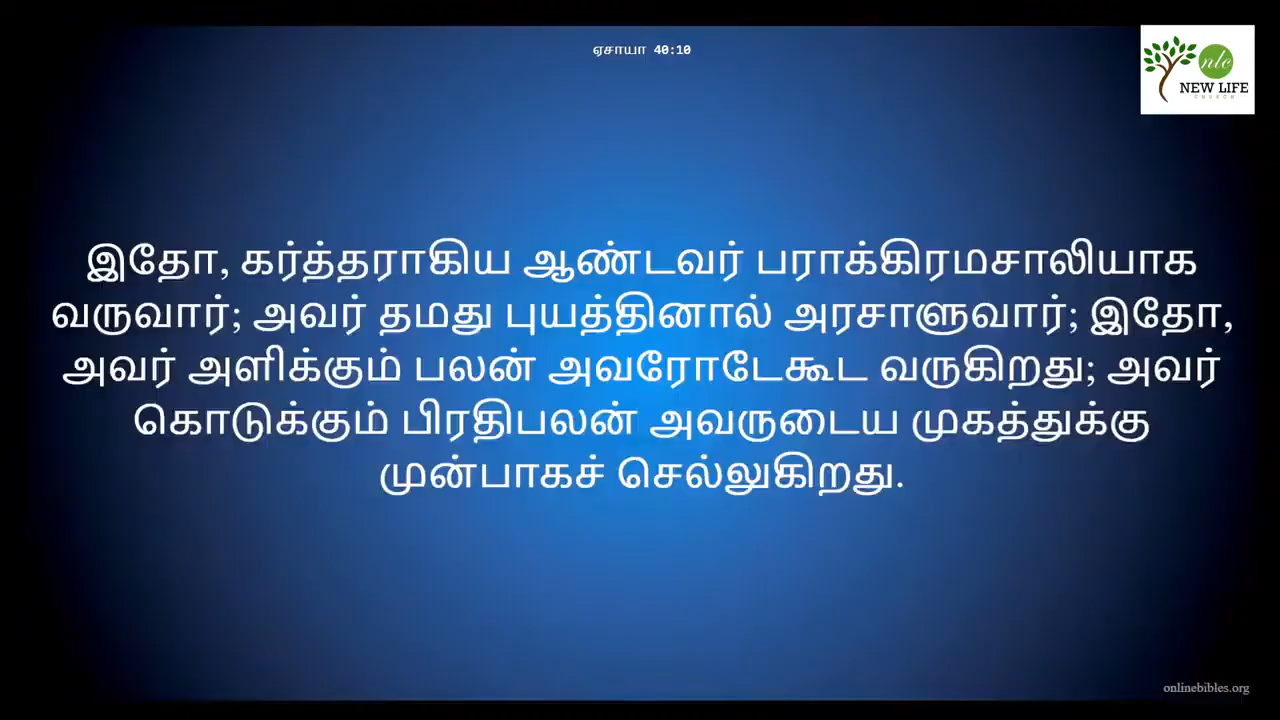 ஏசாயா 40:10
nlc
NEW LIFE
CHURCH
இதோ, கர்த்தராகிய ஆண்டவர் பராக்கிரமசாலியாக
வருவார்; அவர் தமது புயத்தினால் அரசாளுவார்; இதோ,
அவர் அளிக்கும் பலன் அவரோடேகூட வருகிறது; அவர்
கொடுக்கும் பிரதிபலன் அவருடைய முகத்துக்கு
முன்பாகச் செல்லுகிறது.
onlinebibles.org